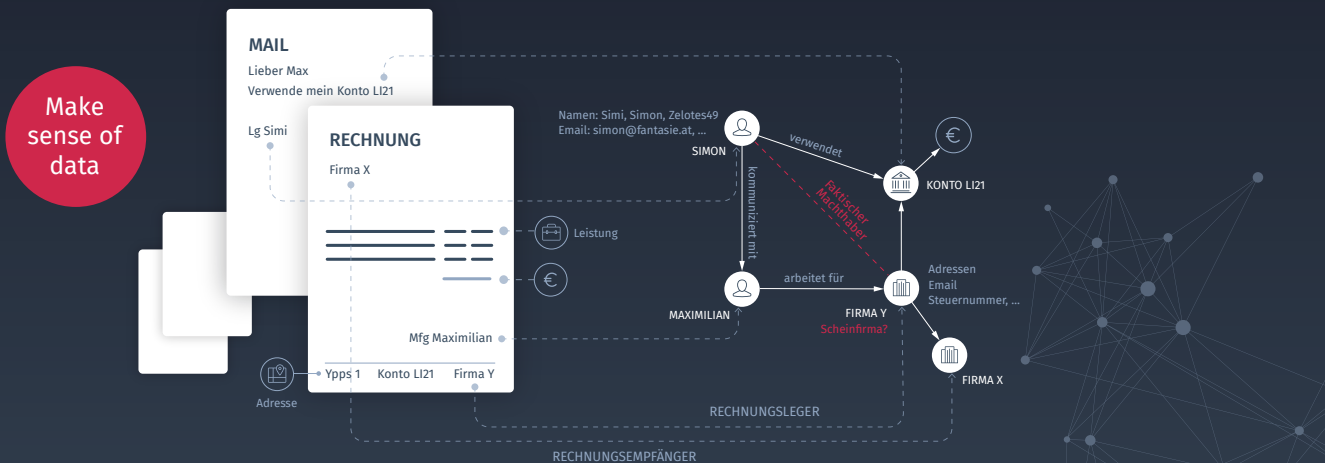 Make
sense of
data
MAIL
Lieber Max
Verwende mein Konto LI21
Lg Simi
RECHNUNG
Firma X
Mfg Maximilian
Ypps 1 Konto LI21 Firma Y
Adresse
Leistung
€
Namen: Simi, Simon, Zelotes49
Email: simon@fantasie.at, ...
SIMON
verwendet
€
KONTO LI21
kommuniziert mit
Faktischer
Machthaber
MAXIMILIAN
arbeitet für
Adressen
Email
Steuernummer, ...
FIRMA Y
Scheinfirma?
FIRMA X
RECHNUNGSLEGER
RECHNUNGSEMPFÄNGER